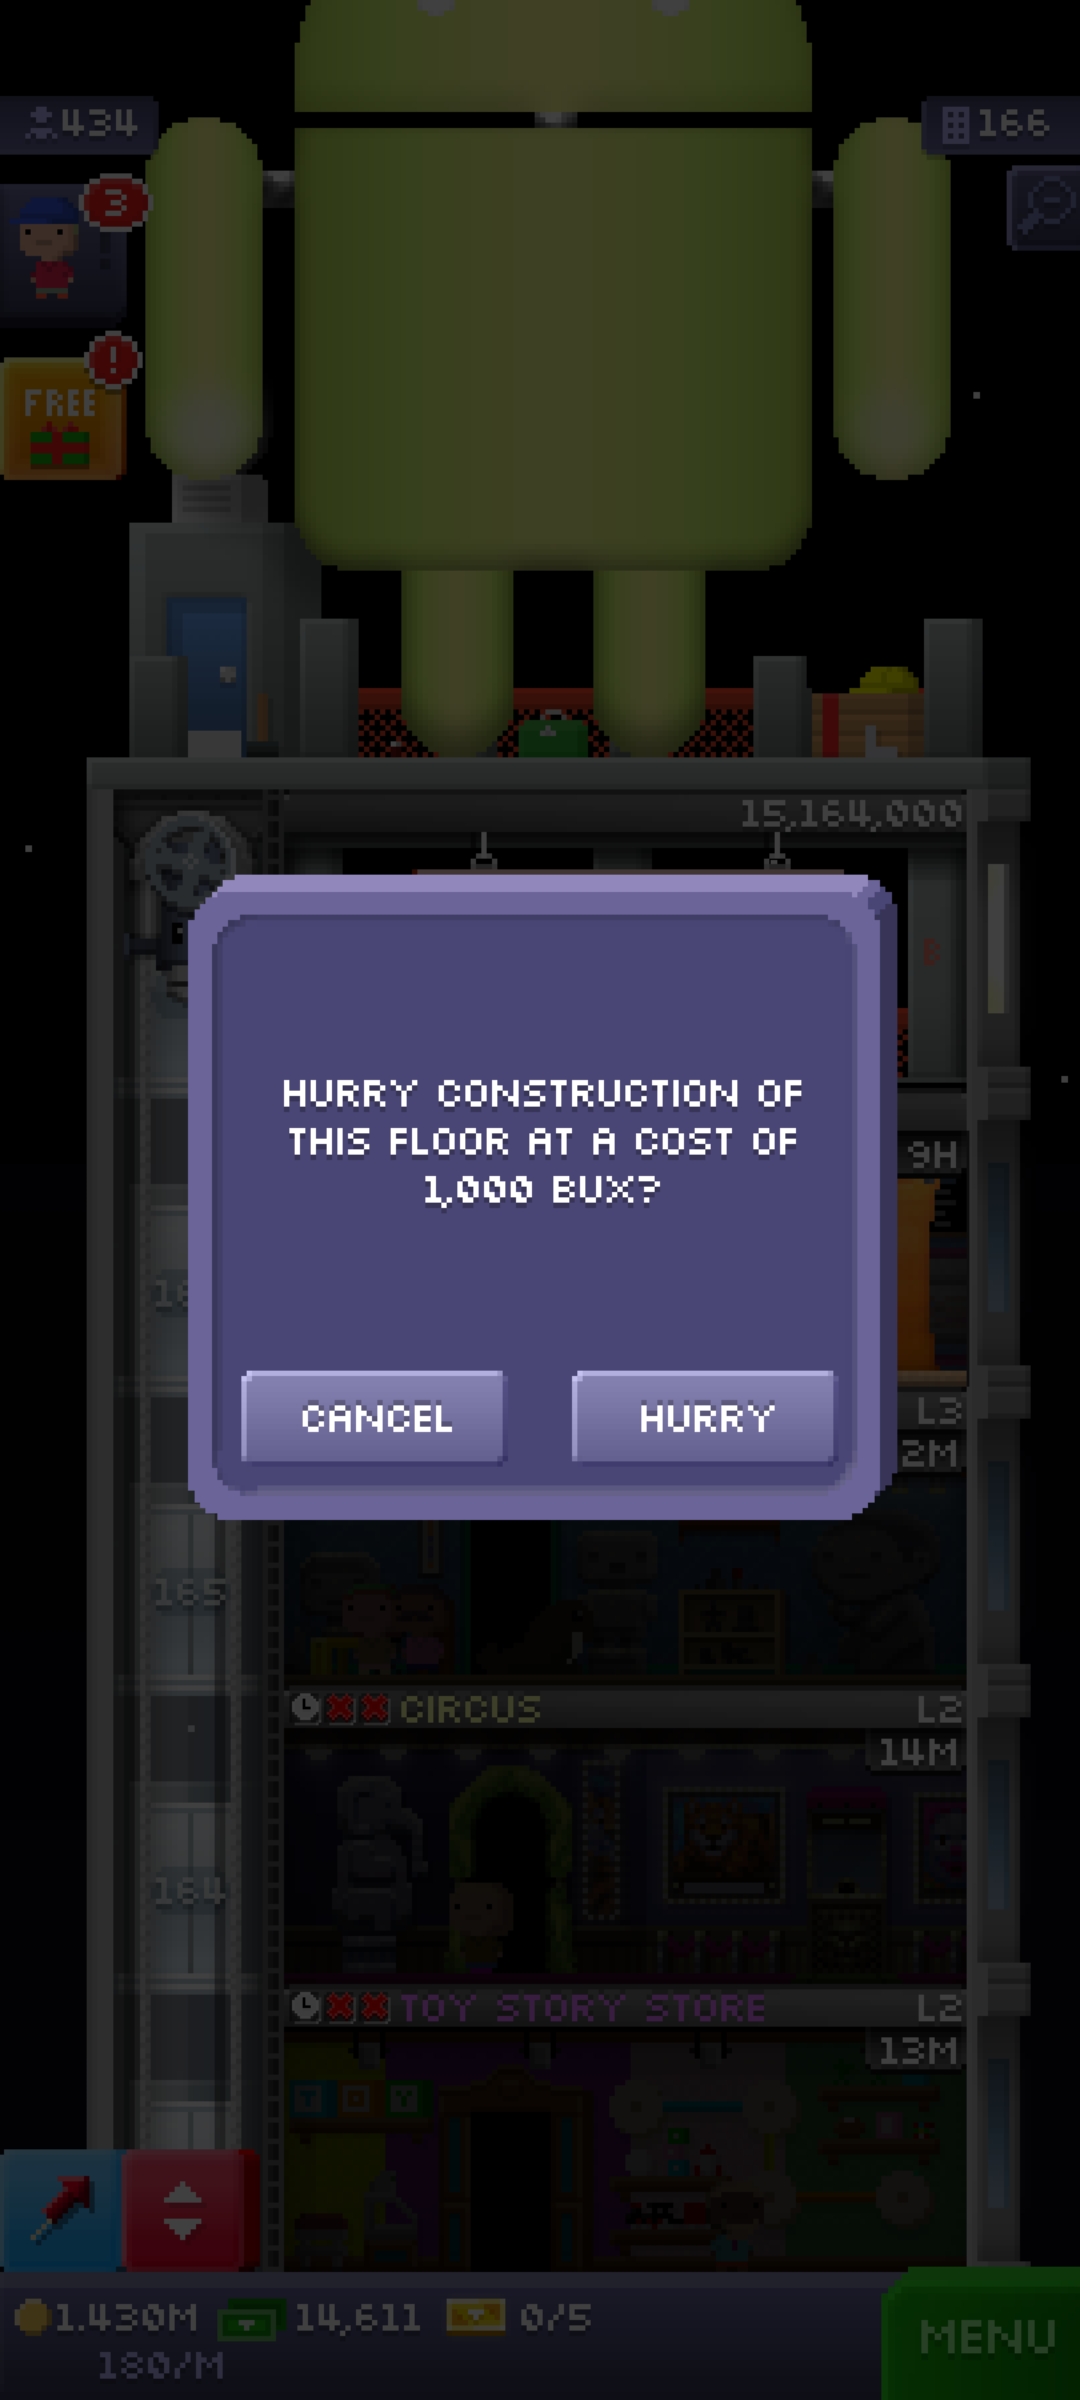 434
166
3
!
FREE
15,164,000
B
HURRY CONSTRUCTION OF
THIS FLOOR AT A COST OF
1,000 BUX?
9H
CANCEL
HURRY
L3
2M
165
CIRCUS
L2
14M
164
TOY STORY STORE
L2
13M
TOY
1.430M
14,611
0/5
180/M
MENU